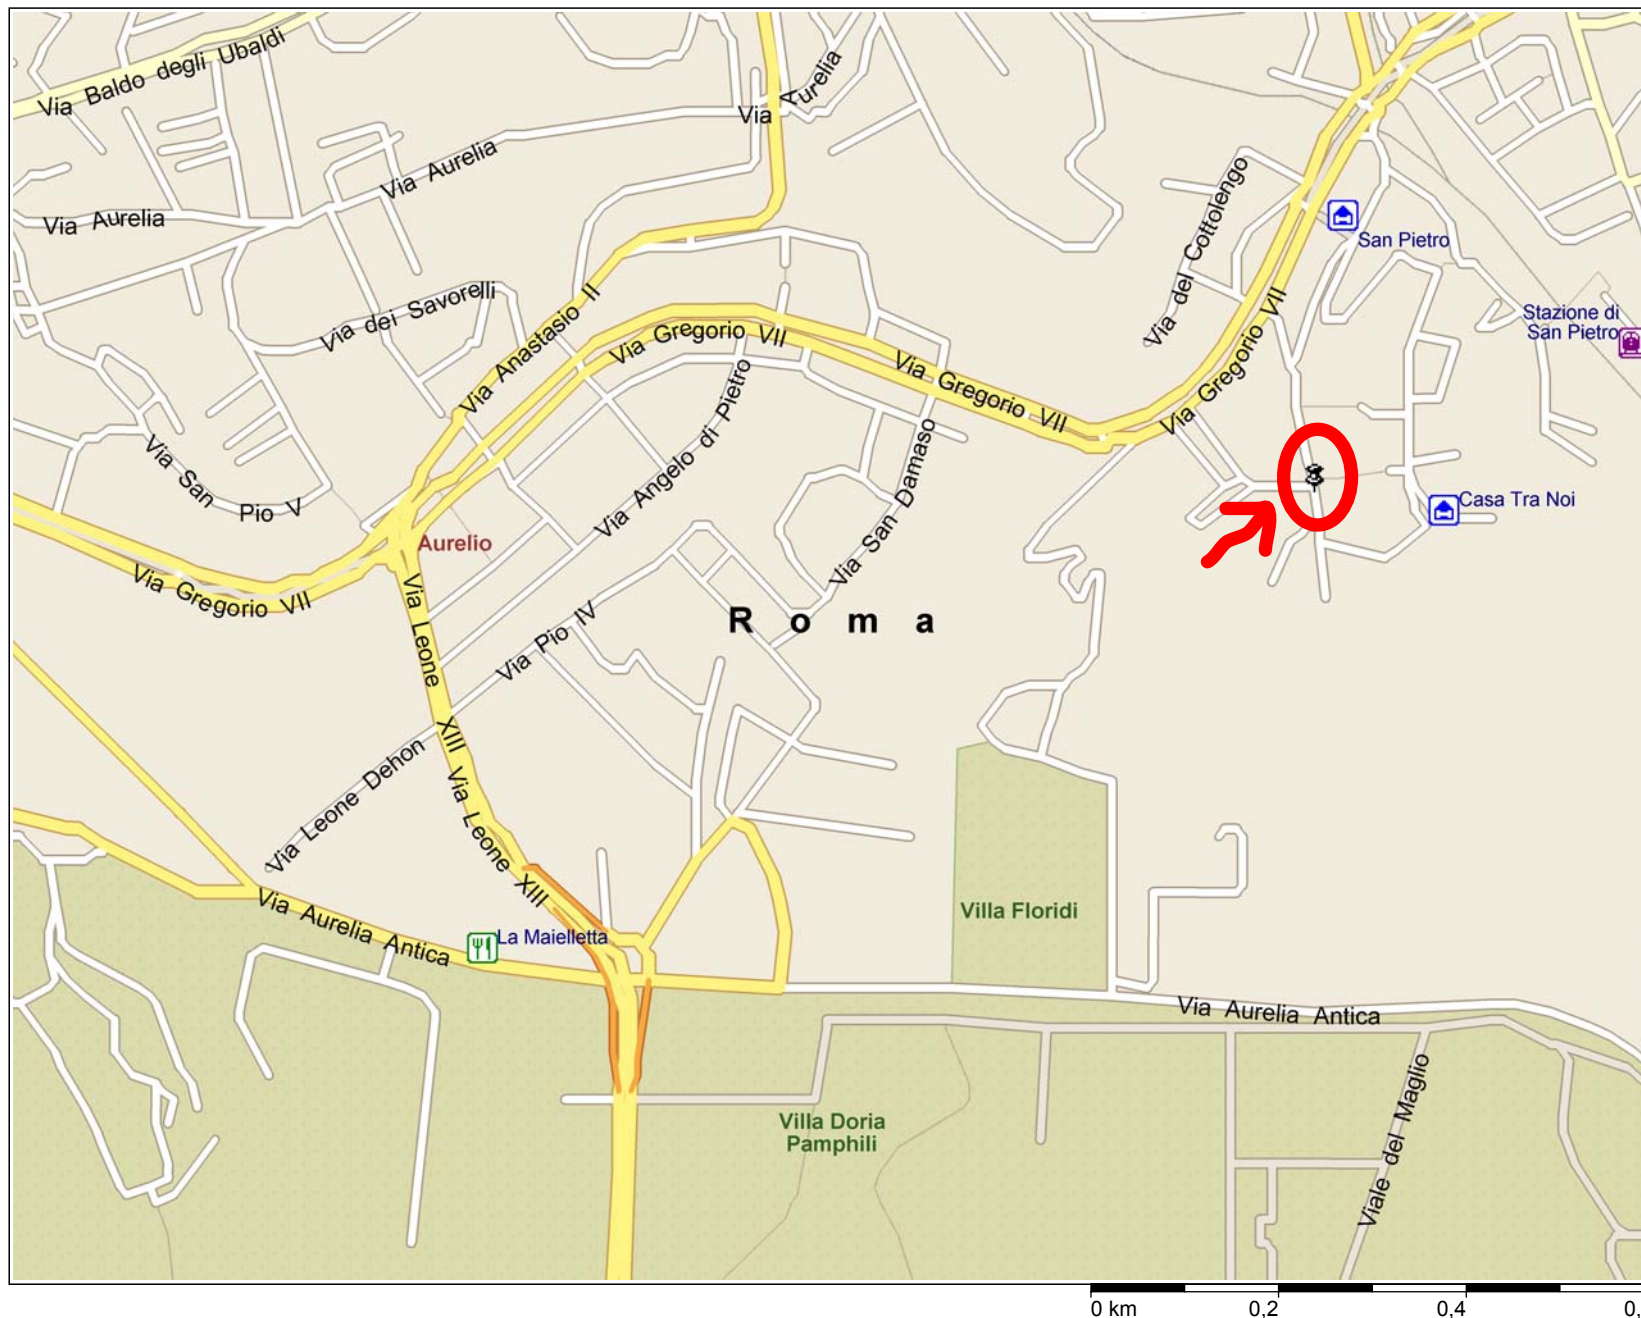 Via Baldo degli Ubaldi
Via Aurelia
Via Aurelia
Via Aurelia
Via del Cottolengo
San Pietro
Via dei Savorelli
Via Anastasio II
Via Gregorio VII
Via Gregorio VII
Via Gregorio VII
Stazione di
San Pietro
Via Angelo di Pietro
Via San Damaso
Via San Pio V
Casa Tra Noi
Aurelio
Via Gregorio VII
Via Leone XIII
Roma
Via Pio IV
Via Leone Dehon
Via Leone XIII
Via Aurelia Antica
La Maielletta
Villa Floridi
Via Aurelia Antica
Viale del Maglio
Villa Doria
Pamphili
0 km 0,2 0,4 0,